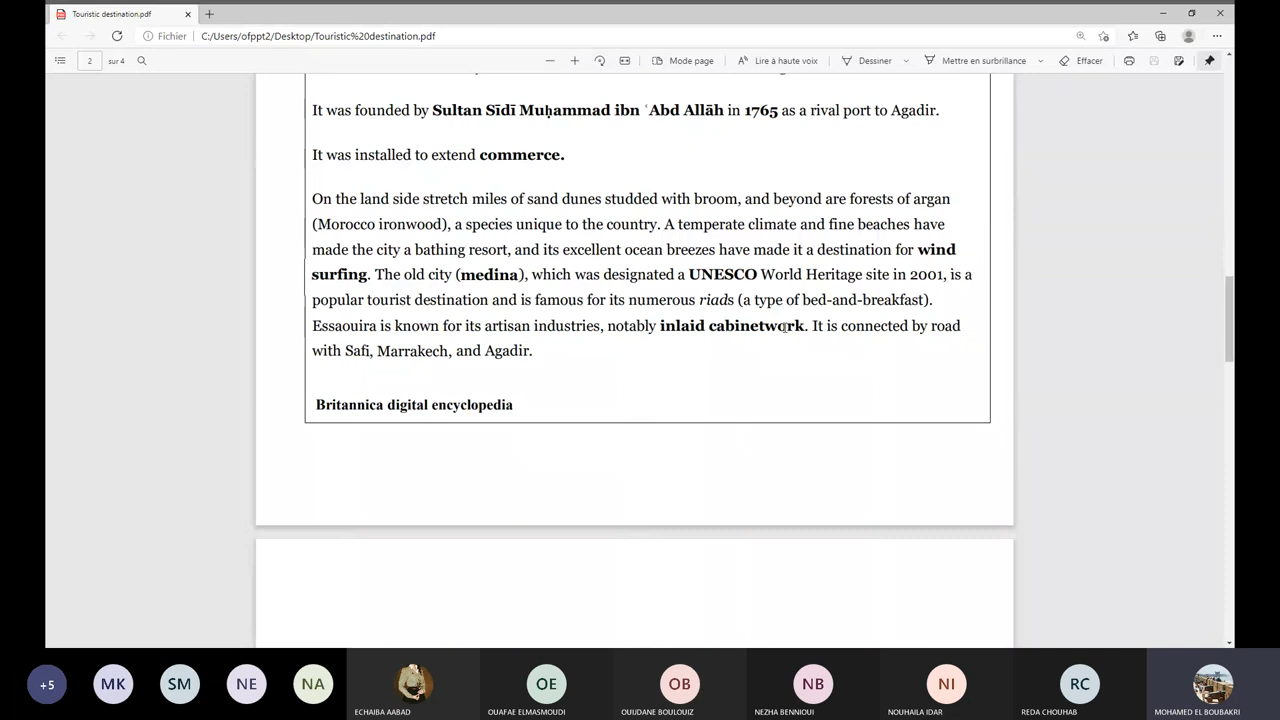 Touristic destination.pdf
Fichier
C:/Users/ofppt2/Desktop/Touristic%20destination.pdf
2
sur 4
Mode page
Lire à haute voix
Dessiner
Mettre en surbrillance
Effacer
It was founded by Sultan Sīdī Muḥammad ibn ʿAbd Allāh in 1765 as a rival port to Agadir.
It was installed to extend commerce.
On the land side stretch miles of sand dunes studded with broom, and beyond are forests of argan
(Morocco ironwood), a species unique to the country. A temperate climate and fine beaches have
made the city a bathing resort, and its excellent ocean breezes have made it a destination for wind
surfing. The old city (medina), which was designated a UNESCO World Heritage site in 2001, is a
popular tourist destination and is famous for its numerous riads (a type of bed-and-breakfast).
Essaouira is known for its artisan industries, notably inlaid cabinetwork. It is connected by road
with Safi, Marrakech, and Agadir.
Britannica digital encyclopedia
+5
MK
SM
NE
NA
OE
OB
NB
NI
RC
ECHAIBA AABAD
OUAFAE ELMASMOUDI
OUIJDANE BOULOUIZ
NEZHA BENNIOUI
NOUHAILA IDAR
REDA CHOUHAB
MOHAMED EL BOUBAKRI